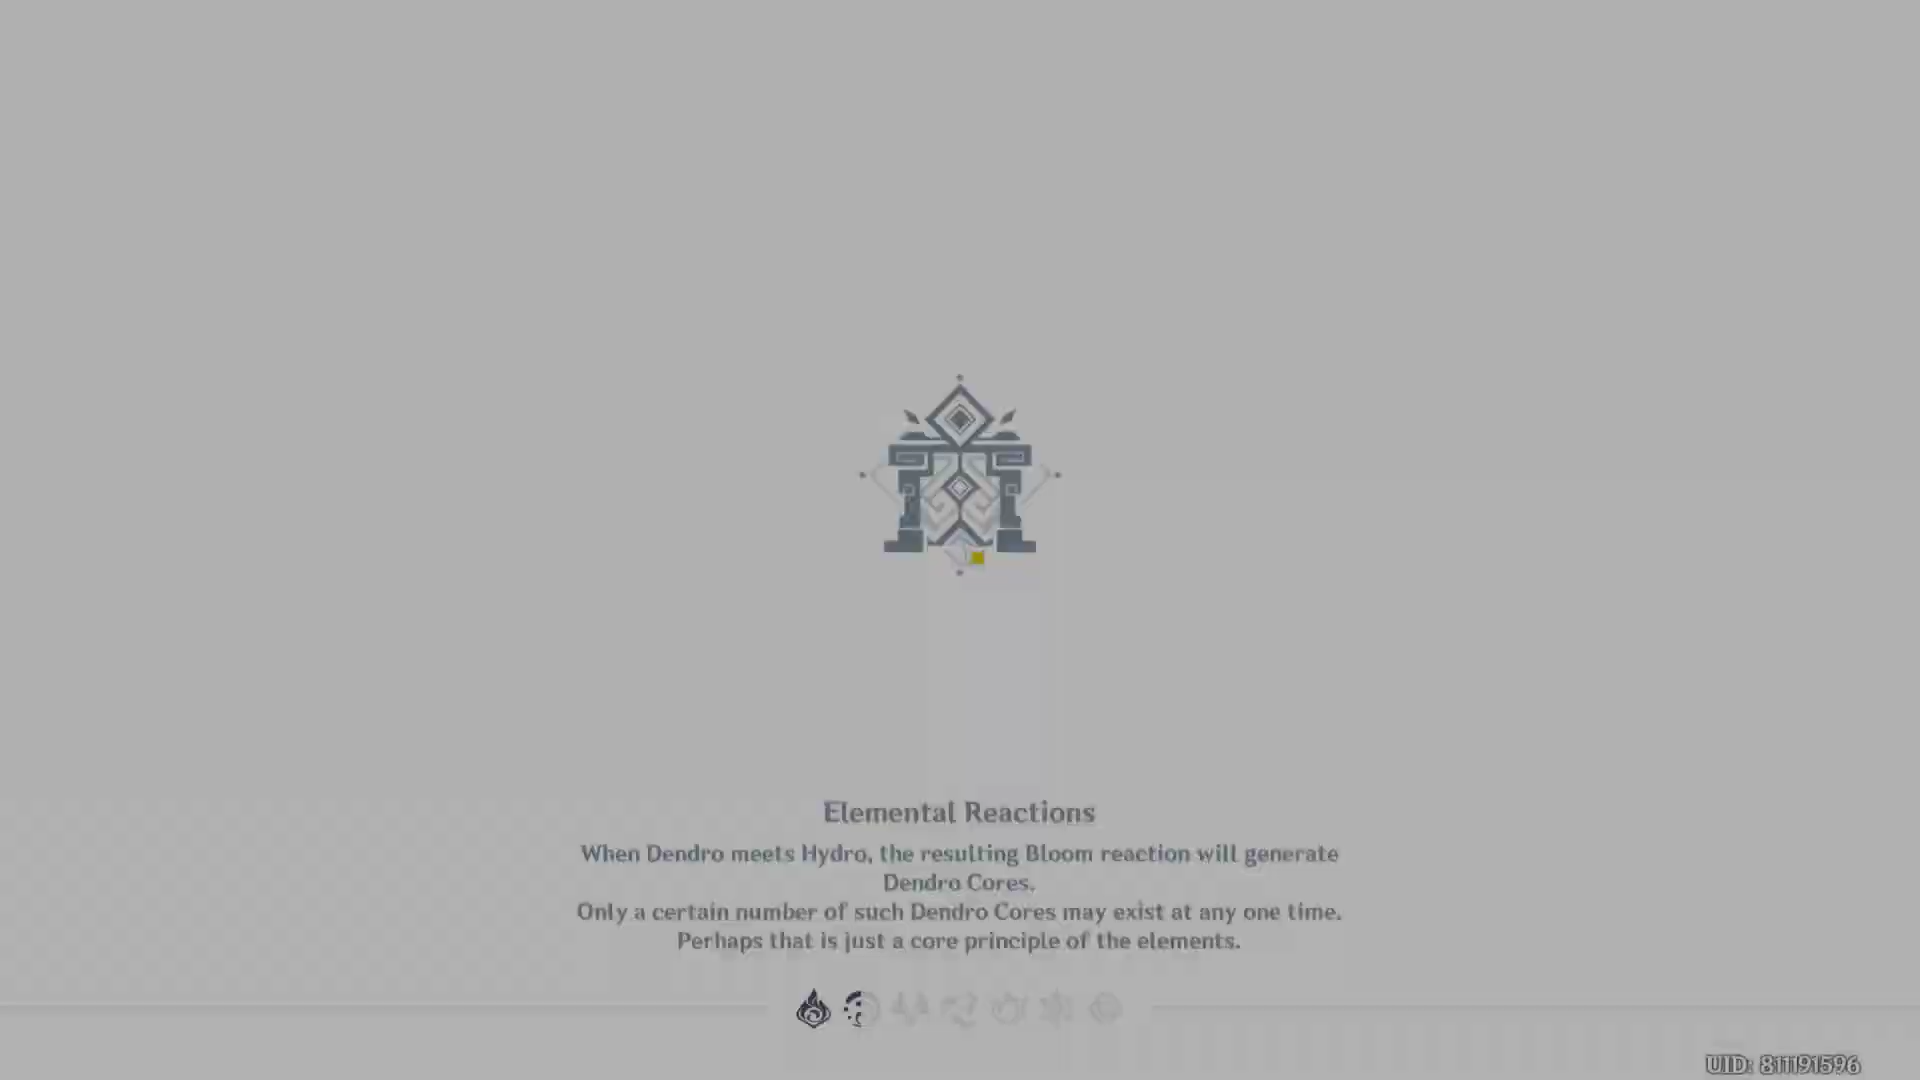 Elemental Reactions
When Dendro meets Hydro, the resulting Bloom reaction will generate
Dendro Cores.
Only a certain number of such Dendro Cores may exist at any one time.
Perhaps that is just a core principle of the elements.
UID: 811191596